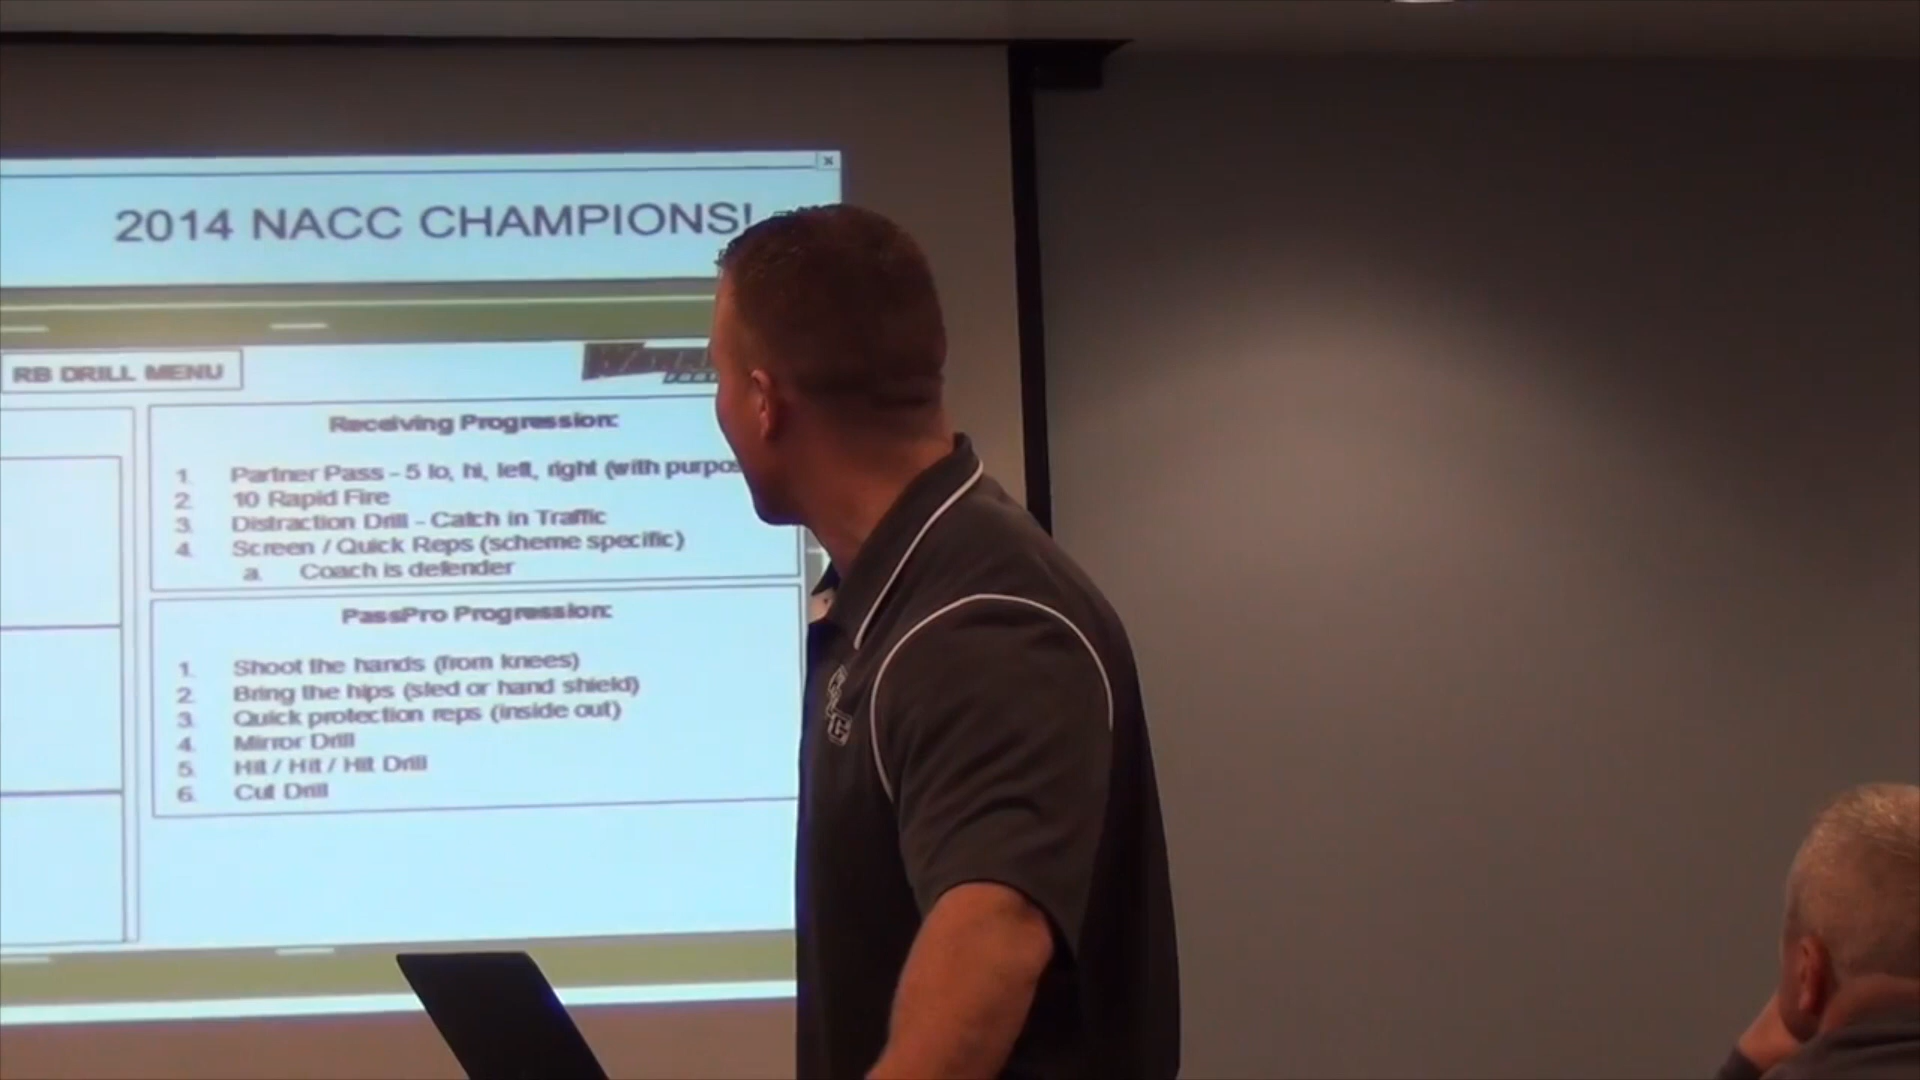 2014 NACC CHAMPIONS!
RB DRILL MENU
Receiving Progression:
1. Partner Pass - 5 lo, hi, left, right (with
2. 10 Rapid Fire
3. Distraction Drill - Catch in Traffic
4. Screen / Quick Reps (scheme specific)
a. Coach is defender
PassPro Progression:
1. Shoot the hands (from knees)
2. Bring the hips (sled or hand shield)
3. Quick protection reps (inside out)
4. Mirror Drill
5. Hit / Hit / Hit Drill
6. Cut Drill